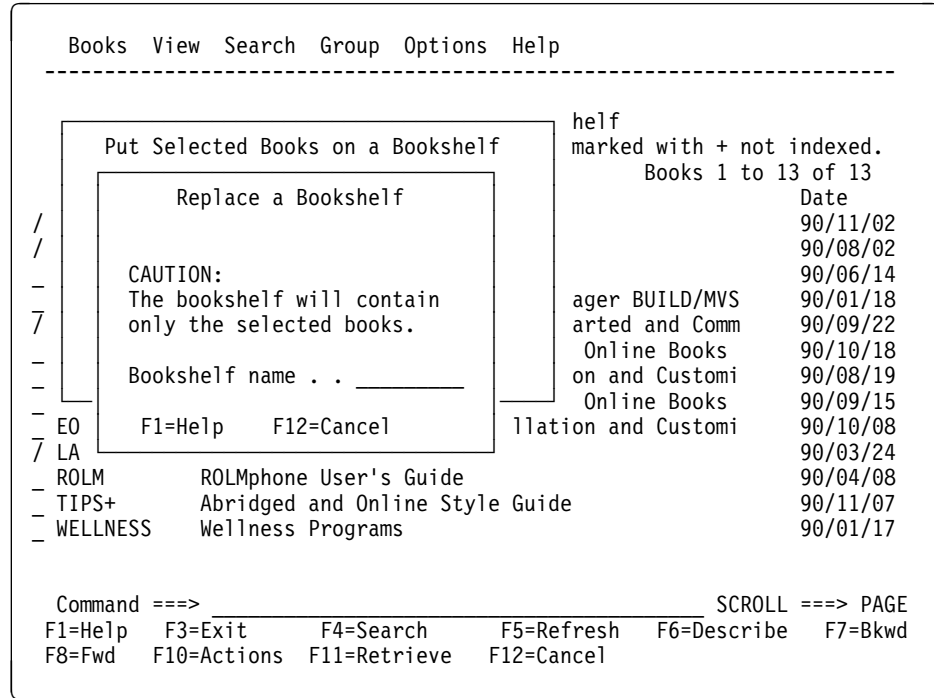 Books  View  Search  Group  Options  Help
-----------------------------------------------------------------------
helf
Put Selected Books on a Bookshelf  marked with + not indexed.
Books 1 to 13 of 13
Replace a Bookshelf  Date
/  90/11/02
/  90/08/02
_  CAUTION:  90/06/14
_  The bookshelf will contain  ager BUILD/MVS  90/01/18
/  only the selected books.  arted and Comm  90/09/22
_  Online Books  90/10/18
_  Bookshelf name . . _________  on and Customi  90/08/19
_  Online Books  90/09/15
_ EO  F1=Help  F12=Cancel  llation and Customi  90/10/08
/ LA  90/03/24
_ ROLM  ROLMphone User's Guide  90/04/08
_ TIPS+  Abridged and Online Style Guide  90/11/07
_ WELLNESS  Wellness Programs  90/01/17
Command ===> _________________________________________ SCROLL ===> PAGE
F1=Help  F3=Exit  F4=Search  F5=Refresh  F6=Describe  F7=Bkwd
F8=Fwd  F10=Actions  F11=Retrieve  F12=Cancel